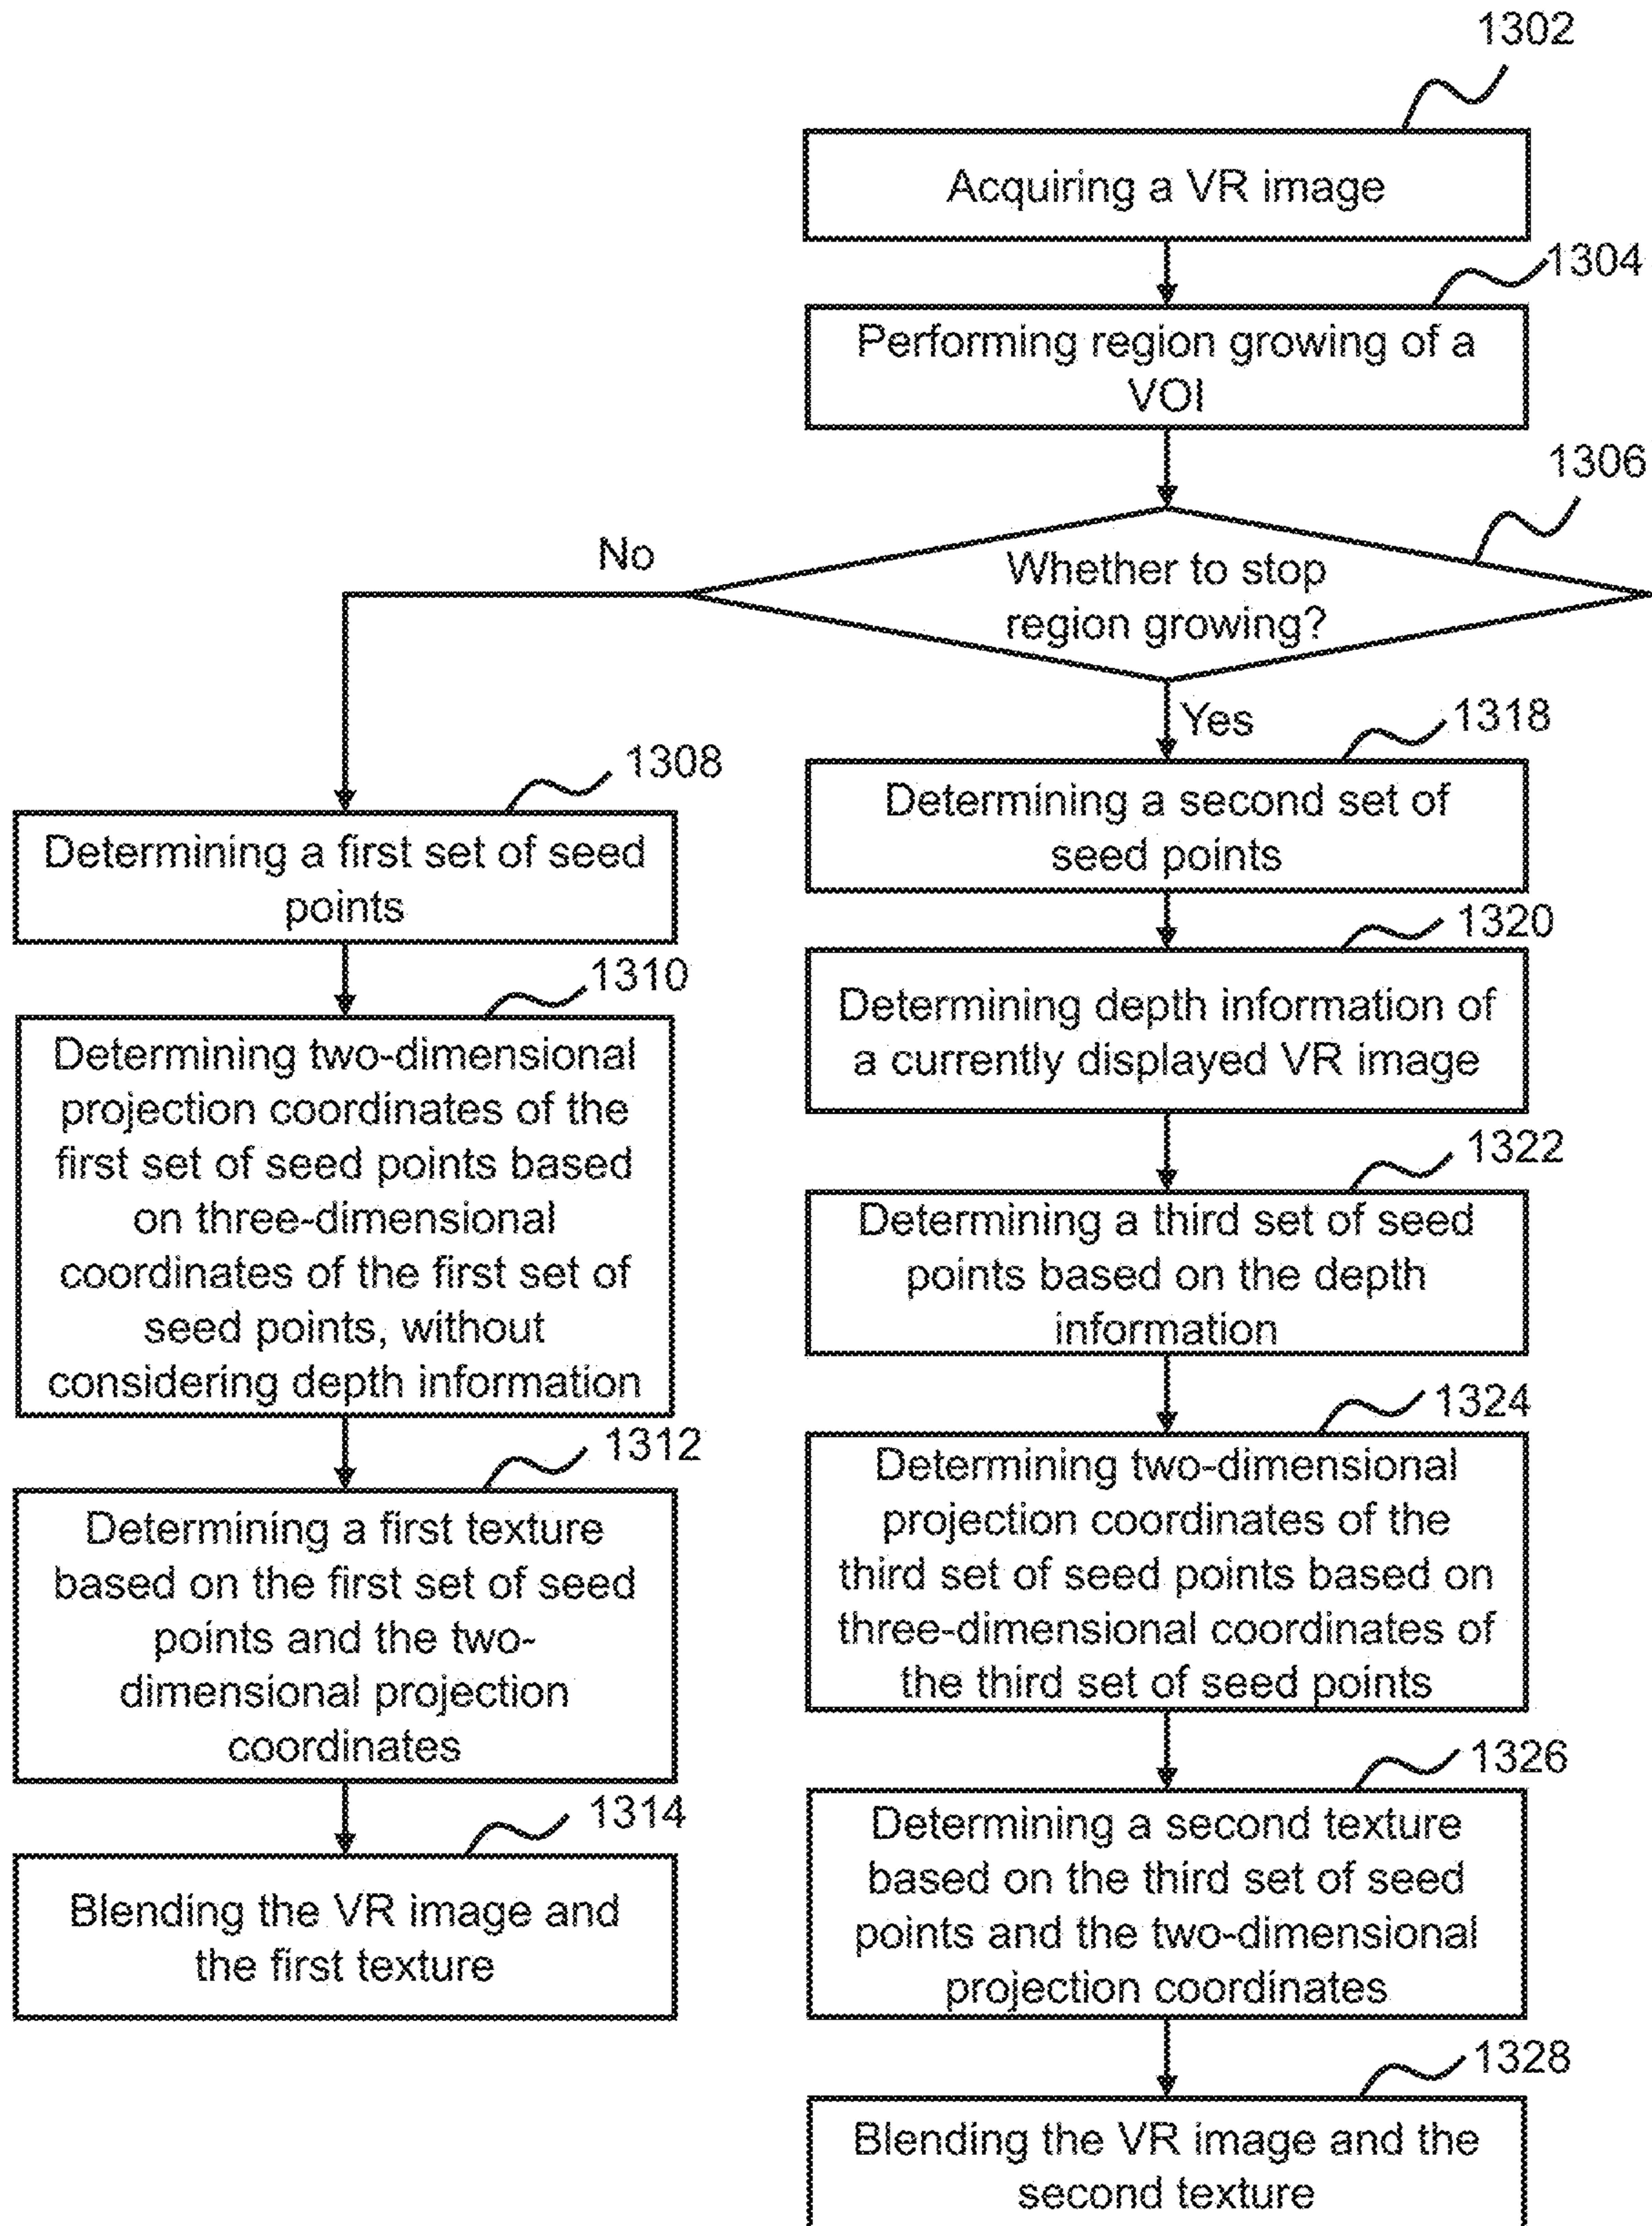 1302
Acquiring a VR image
1304
Performing region growing of a
VOI
1306
Whether to stop
region growing?
No
Yes
1308
Determining a first set of seed
points
1310
Determining two-dimensional
projection coordinates of the
first set of seed points based
on three-dimensional
coordinates of the first set of
seed points, without
considering depth information
1312
Determining a first texture
based on the first set of seed
points and the two-
dimensional projection
coordinates
1314
Blending the VR image and
the first texture
1318
Determining a second set of
seed points
1320
Determining depth information of
a currently displayed VR image
1322
Determining a third set of seed
points based on the depth
information
1324
Determining two-dimensional
projection coordinates of the
third set of seed points based on
three-dimensional coordinates of
the third set of seed points
1326
Determining a second texture
based on the third set of seed
points and the two-dimensional
projection coordinates
1328
Blending the VR image and the
second texture